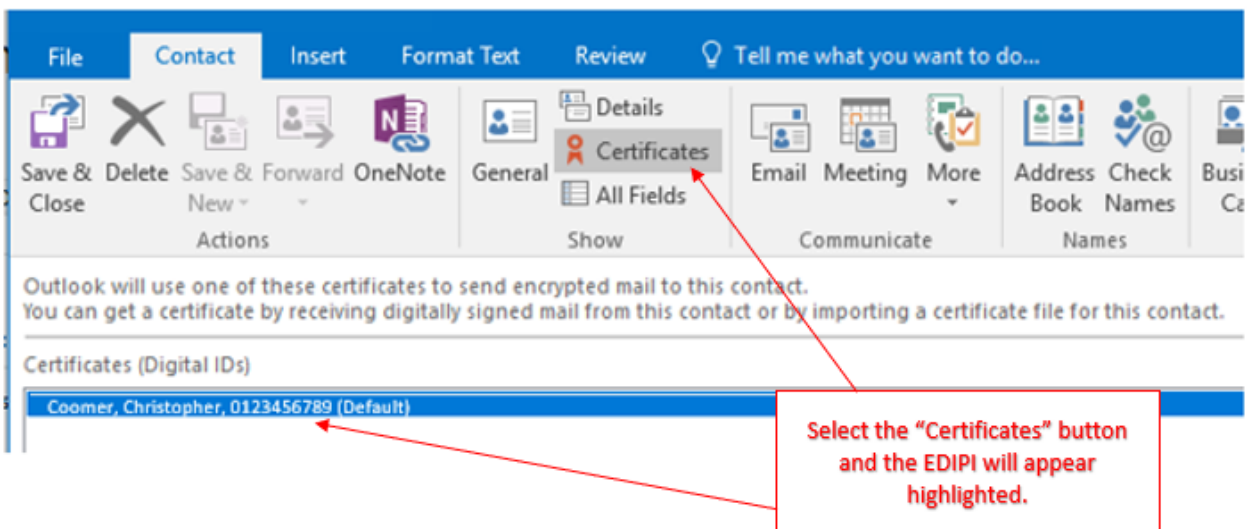 File Contact Insert Format Text Review Tell me what you want to do...
Details
Certificates
All Fields
Save & Close
Delete
Save & New
Forward
OneNote
General
Email
Meeting
More
Address Book
Check Names
Busi
Ca
Actions Show Communicate Names
Outlook will use one of these certificates to send encrypted mail to this contact.
You can get a certificate by receiving digitally signed mail from this contact or by importing a certificate file for this contact.
Certificates (Digital IDs)
Coomer, Christopher, 0123456789 (Default)
Select the “Certificates” button
and the EDIPI will appear
highlighted.